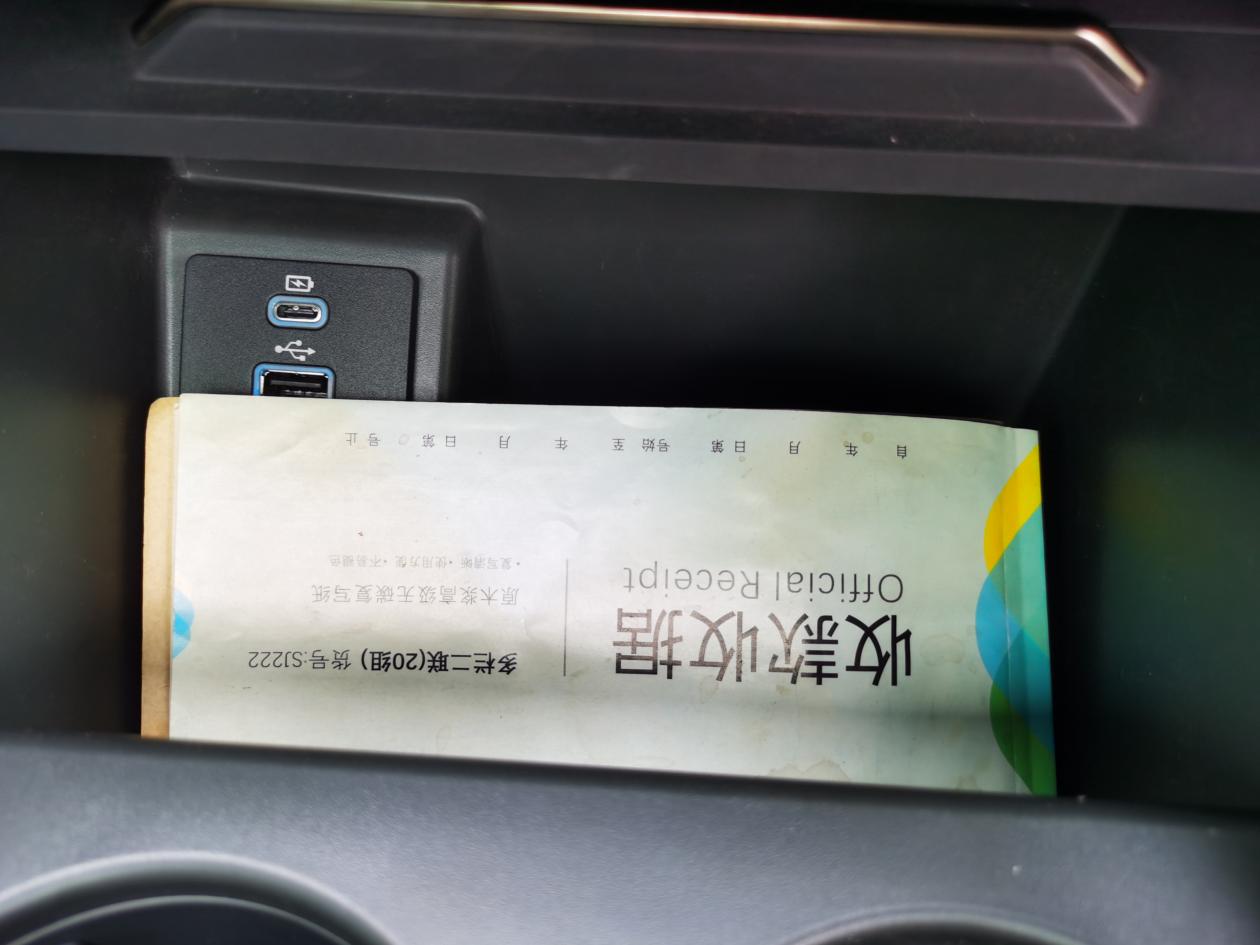 收款收据
Official Receipt
多栏二联(20组) 货号:SJ222
原木浆高级无碳复写纸
•复写清晰 •使用方便 •不易褪色
自 年 月 日 第 号始 至 年 月 日 第 号止